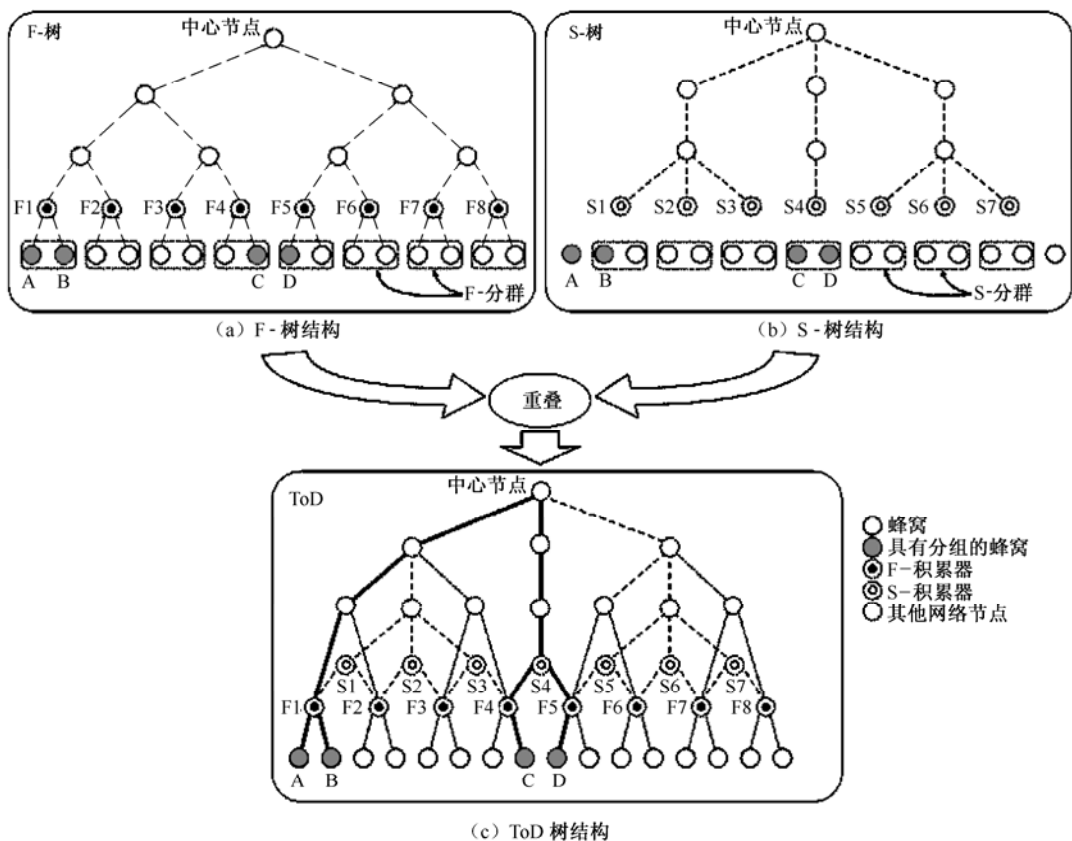 F-树
中心节点
F1 F2 F3 F4 F5 F6 F7 F8
A B C D
F-分群
（a）F-树结构
S-树
中心节点
S1 S2 S3 S4 S5 S6 S7
A B C D
S-分群
（b）S-树结构
重叠
ToD
中心节点
S1 S2 S3 S4 S5 S6 S7
F1 F2 F3 F4 F5 F6 F7 F8
A B C D
蜂窝
具有分组的蜂窝
F-积累器
S-积累器
其他网络节点
（c）ToD 树结构